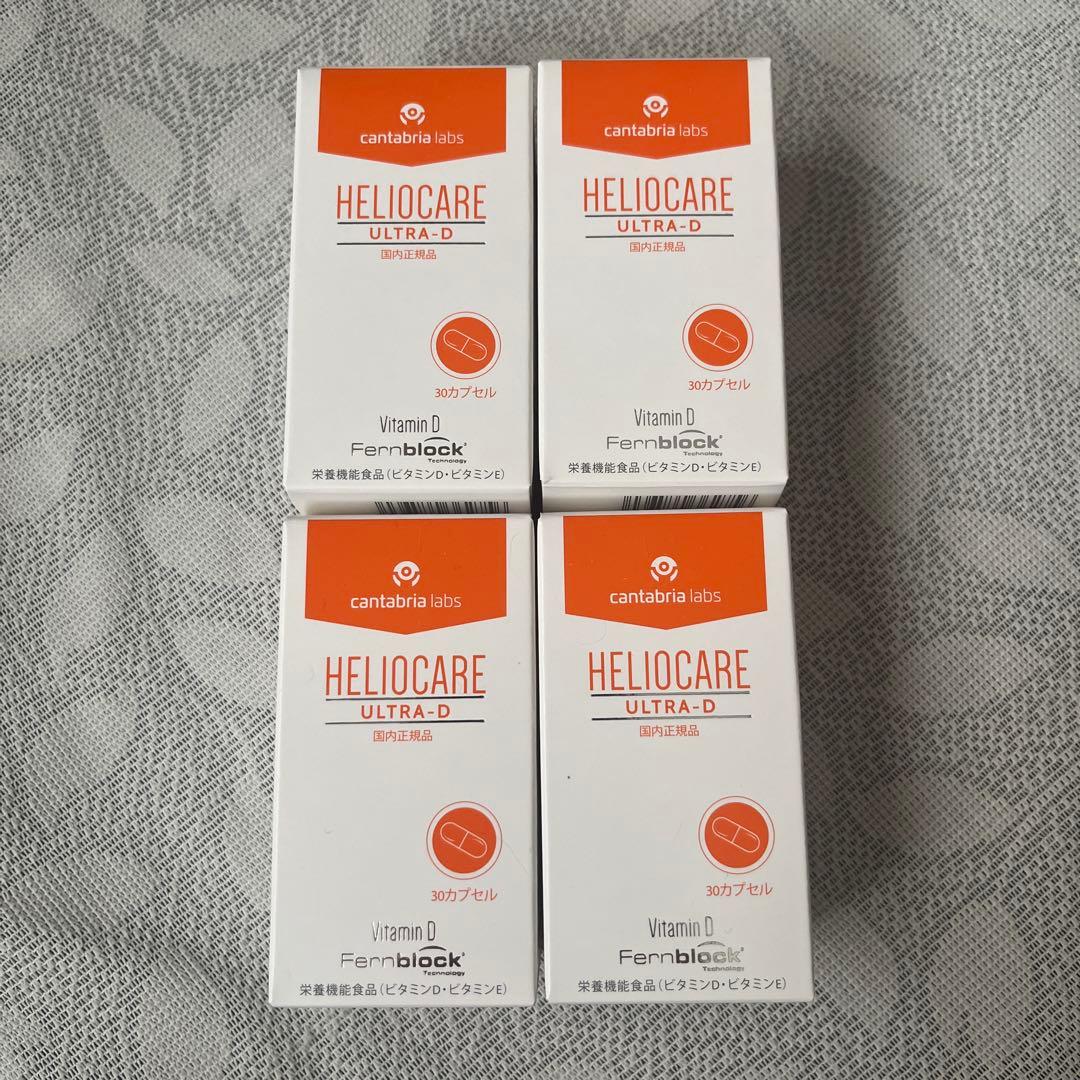 cantabria labs
HELIOCARE
ULTRA-D
国内正規品
30カプセル
Vitamin D
Fernblock®
Technology
栄養機能食品(ビタミンD・ビタミンE)
cantabria labs
HELIOCARE
ULTRA-D
国内正規品
30カプセル
Vitamin D
Fernblock®
Technology
栄養機能食品(ビタミンD・ビタミンE)
cantabria labs
HELIOCARE
ULTRA-D
国内正規品
30カプセル
Vitamin D
Fernblock®
Technology
栄養機能食品(ビタミンD・ビタミンE)
cantabria labs
HELIOCARE
ULTRA-D
国内正規品
30カプセル
Vitamin D
Fernblock®
Technology
栄養機能食品(ビタミンD・ビタミンE)